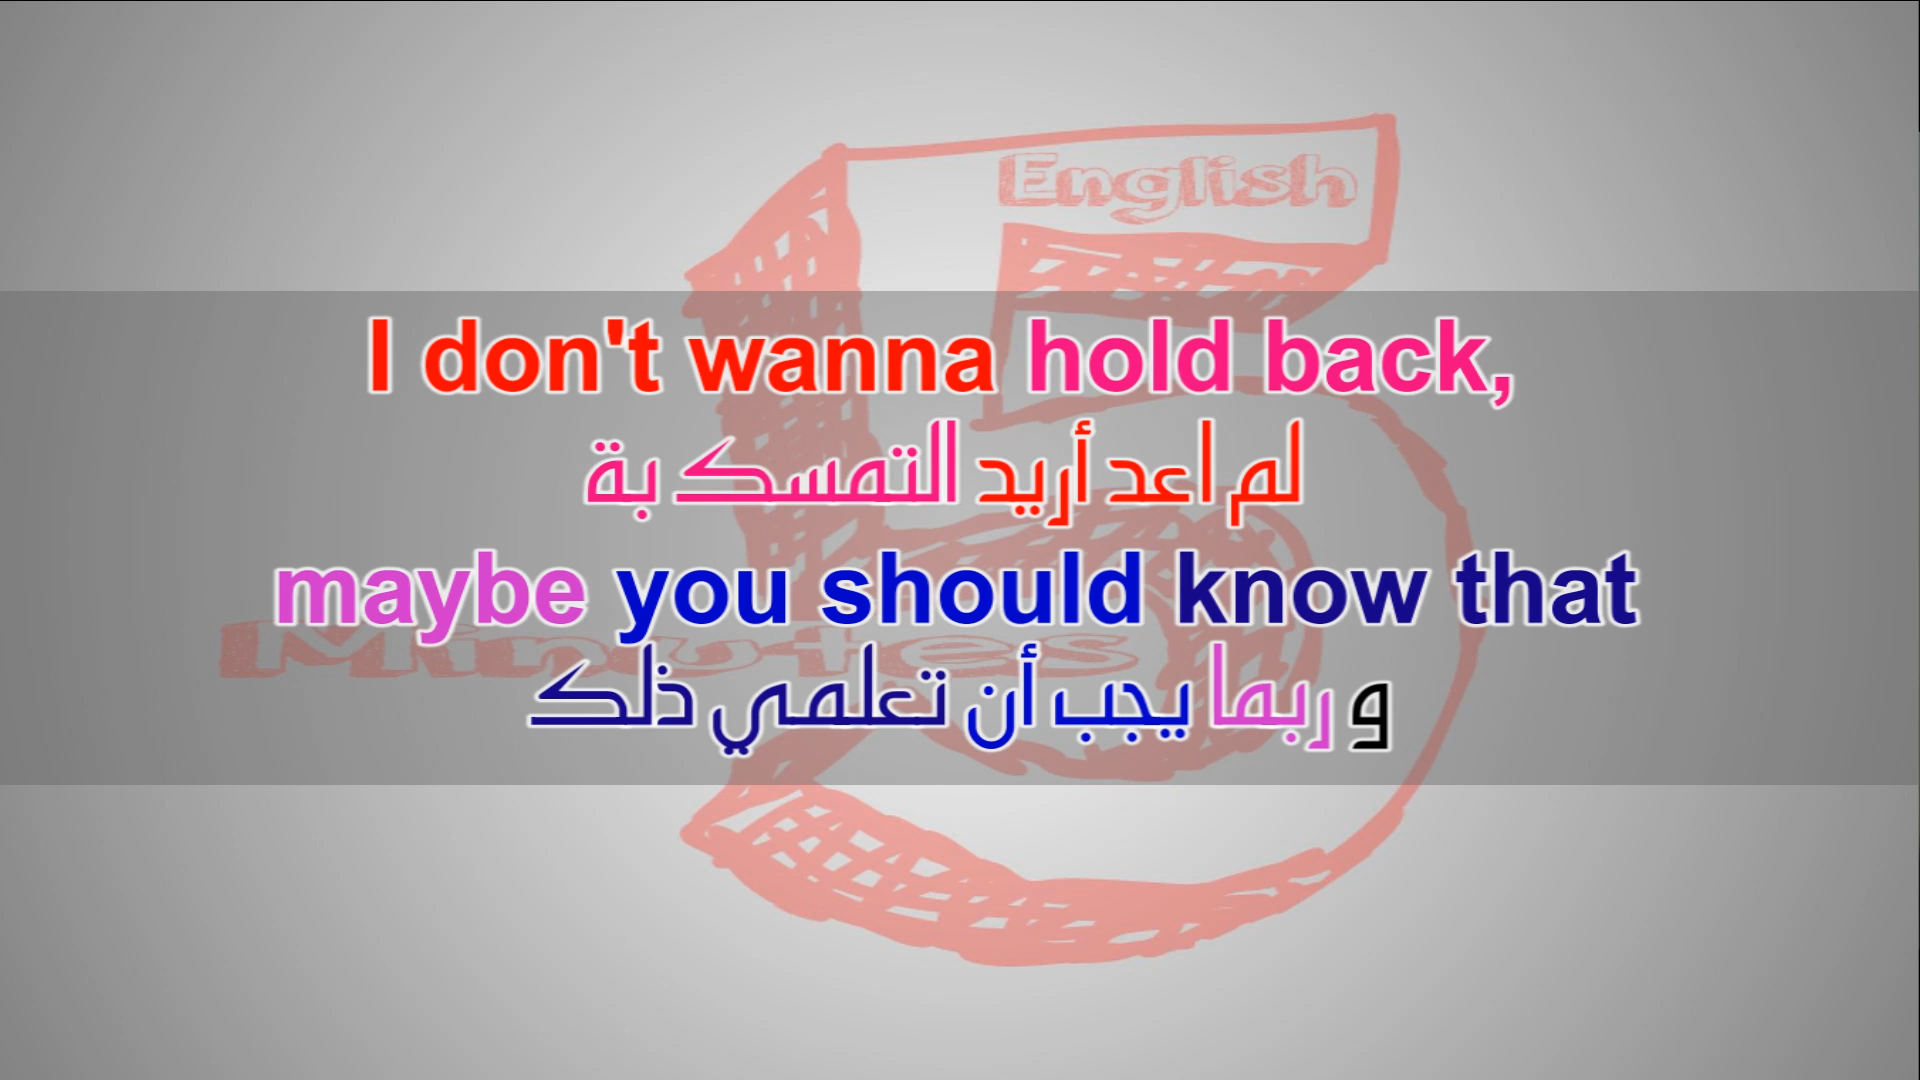 English
I don't wanna hold back,
لم اعد أريد التمسك بة
maybe you should know that
Minutes
و ربما يجب أن تعلمي ذلك
5